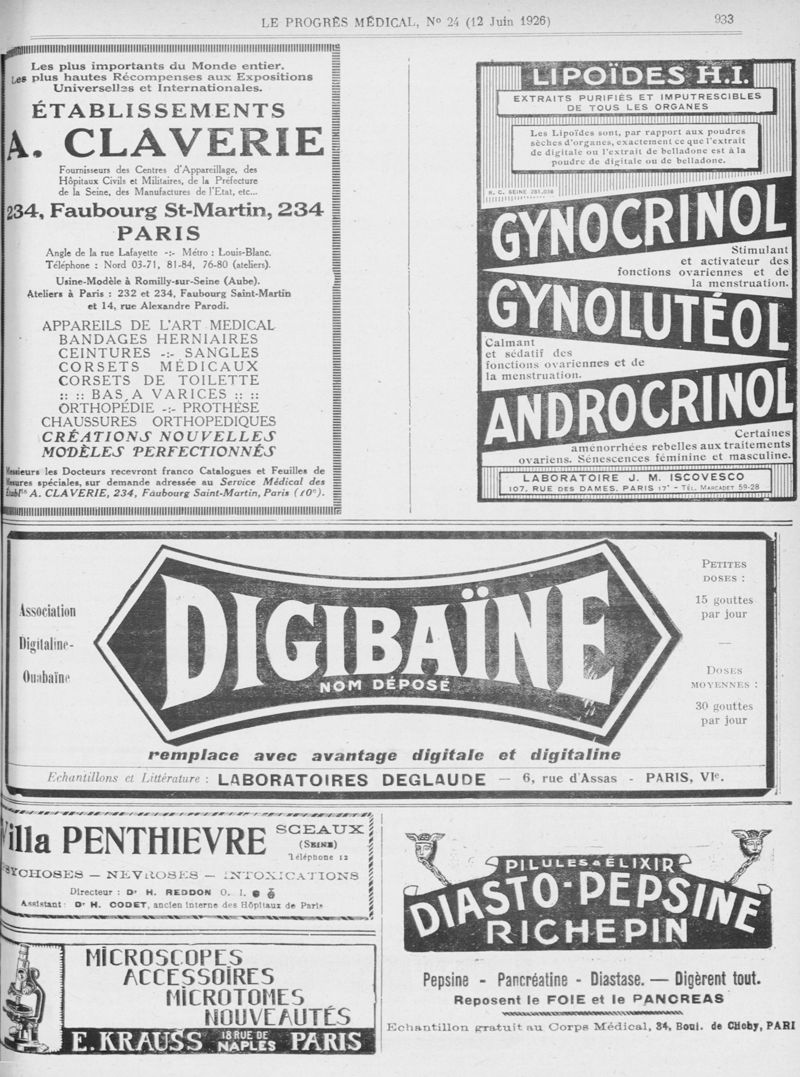 LE PROGRÈS MÉDICAL, Nº 24 (12 Juin 1926)
933
Les plus importants du Monde entier.
Les plus hautes Récompenses aux Expositions
Universelles et Internationales.
ÉTABLISSEMENTS
A. CLAVERIE
Fournisseurs des Centres d'Appareillage, des
Hôpitaux Civils et Militaires, de la Préfecture
de la Seine, des Manufactures de l'Etat, etc...
234, Faubourg St-Martin, 234
PARIS
Angle de la rue Lafayette -:- Métro : Louis-Blanc.
Téléphone : Nord 03-71, 81-84, 76-80 (ateliers).
Usine-Modèle à Romilly-sur-Seine (Aube).
Ateliers à Paris : 232 et 234, Faubourg Saint-Martin
et 14, rue Alexandre Parodi.
APPAREILS DE L'ART MEDICAL
BANDAGES HERNIAIRES
CEINTURES -:- SANGLES
CORSETS MÉDICAUX
CORSETS DE TOILETTE
:: :: BAS A VARICES :: ::
ORTHOPÉDIE -:- PROTHÈSE
CHAUSSURES ORTHOPEDIQUES
CRÉATIONS NOUVELLES
MODÈLES PERFECTIONNÉS
Messieurs les Docteurs recevront franco Catalogues et Feuilles de
Mesures spéciales, sur demande adressée au Service Médical des
Établts A. CLAVERIE, 234, Faubourg Saint-Martin, Paris (10e).
LIPOÏDES H.I.
EXTRAITS PURIFIÉS ET IMPUTRESCIBLES
DE TOUS LES ORGANES
Les Lipoïdes sont, par rapport aux poudres
sèches d'organes, exactement ce que l'extrait
de digitale ou l'extrait de belladone est à la
poudre de digitale ou de belladone.
R. C. SEINE 281,036
GYNOCRINOL
Stimulant
et activateur des
fonctions ovariennes et de
la menstruation.
GYNOLUTÉOL
Calmant
et sédatif des
fonctions ovariennes et de
la menstruation.
ANDROCRINOL
Certaines
aménorrhées rebelles aux traitements
ovariens. Sénescences féminine et masculine.
LABORATOIRE J. M. ISCOVESCO
107, RUE DES DAMES, PARIS 17e - TÉL. MARCADET 59-28
Association
Digitaline-
Ouabaïne
DIGIBAÏNE
NOM DÉPOSÉ
PETITES
DOSES :
15 gouttes
par jour
—
DOSES
MOYENNES :
30 gouttes
par jour
remplace avec avantage digitale et digitaline
Echantillons et Littérature : LABORATOIRES DEGLAUDE — 6, rue d'Assas - PARIS, VIe.
Villa PENTHIEVRE
SCEAUX
(SEINE)
Téléphone 12
PSYCHOSES — NEVROSES — INTOXICATIONS
Directeur : Dr H. REDDON O. I.
Assistant : Dr H. CODET, ancien interne des Hôpitaux de Paris
MICROSCOPES
ACCESSOIRES
MICROTOMES
NOUVEAUTÉS
E. KRAUSS 18 RUE DE NAPLES PARIS
PILULES & ÉLIXIR
DIASTO-PEPSINE
RICHEPIN
Pepsine - Pancréatine - Diastase. — Digèrent tout.
Reposent le FOIE et le PANCREAS
Echantillon gratuit au Corps Médical, 34, Boul. de Clichy, PARI